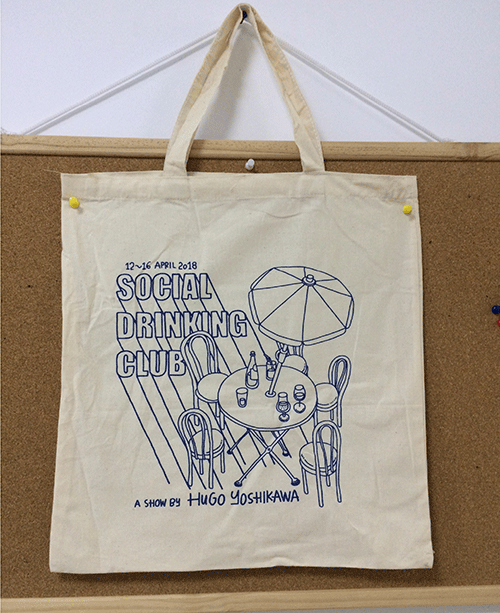 12~16 APRIL 2018
SOCIAL
DRINKING
CLUB
A SHOW BY HUGO YOSHIKAWA